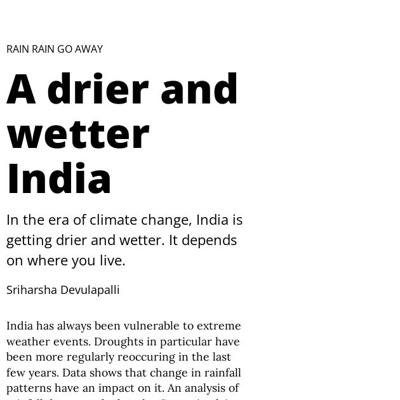 RAIN RAIN GO AWAY
A drier and
wetter
India
In the era of climate change, India is
getting drier and wetter. It depends
on where you live.
Sriharsha Devulapalli
India has always been vulnerable to extreme
weather events. Droughts in particular have
been more regularly reoccuring in the last
few years. Data shows that change in rainfall
patterns have an impact on it. An analysis of